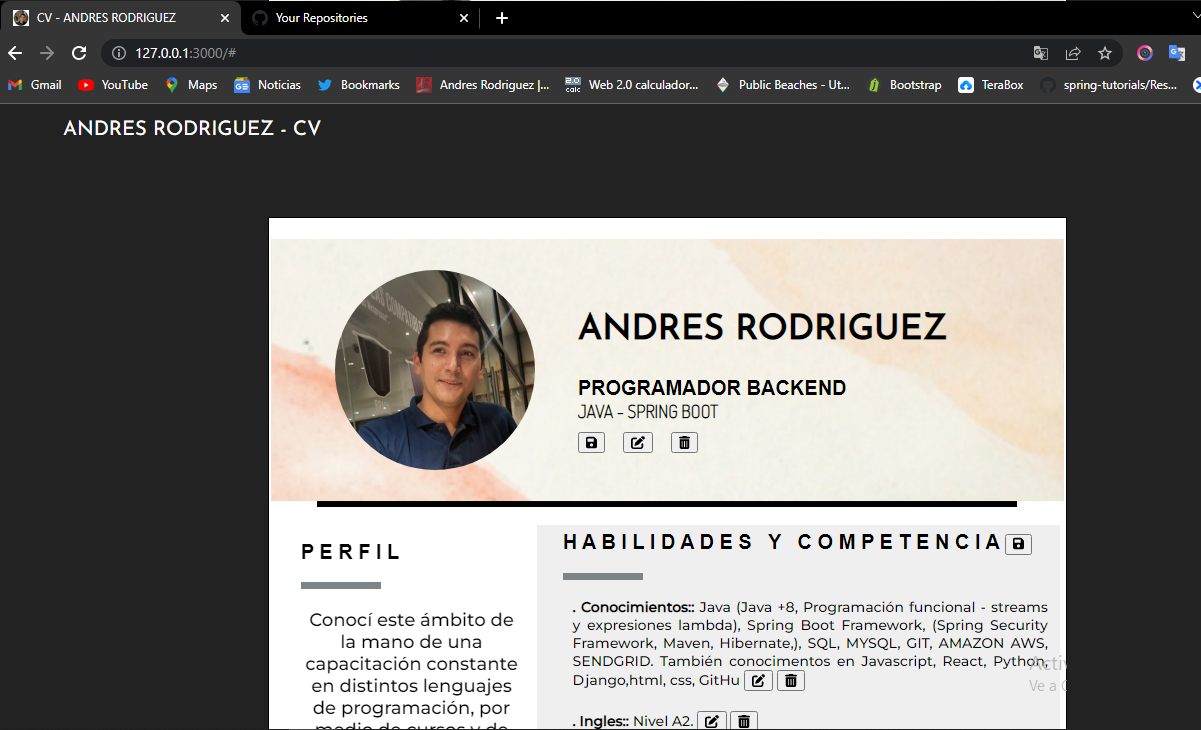 CV - ANDRES RODRIGUEZ
Your Repositories
127.0.0.1:3000/#
Gmail YouTube Maps Noticias Bookmarks Andres Rodriguez |... Web 2.0 calculador... Public Beaches - Ut... Bootstrap TeraBox spring-tutorials/Res...
ANDRES RODRIGUEZ - CV
ANDRES RODRIGUEZ
PROGRAMADOR BACKEND
JAVA - SPRING BOOT
PERFIL
Conocí este ámbito de
la mano de una
capacitación constante
en distintos lenguajes
de programación, por
medio de cursos y de
HABILIDADES Y COMPETENCIA
. Conocimientos:: Java (Java +8, Programación funcional - streams
y expresiones lambda), Spring Boot Framework, (Spring Security
Framework, Maven, Hibernate,), SQL, MYSQL, GIT, AMAZON AWS,
SENDGRID. También conocimentos en Javascript, React, Python,
Django,html, css, GitHu
. Ingles:: Nivel A2.
Activ
Ve a